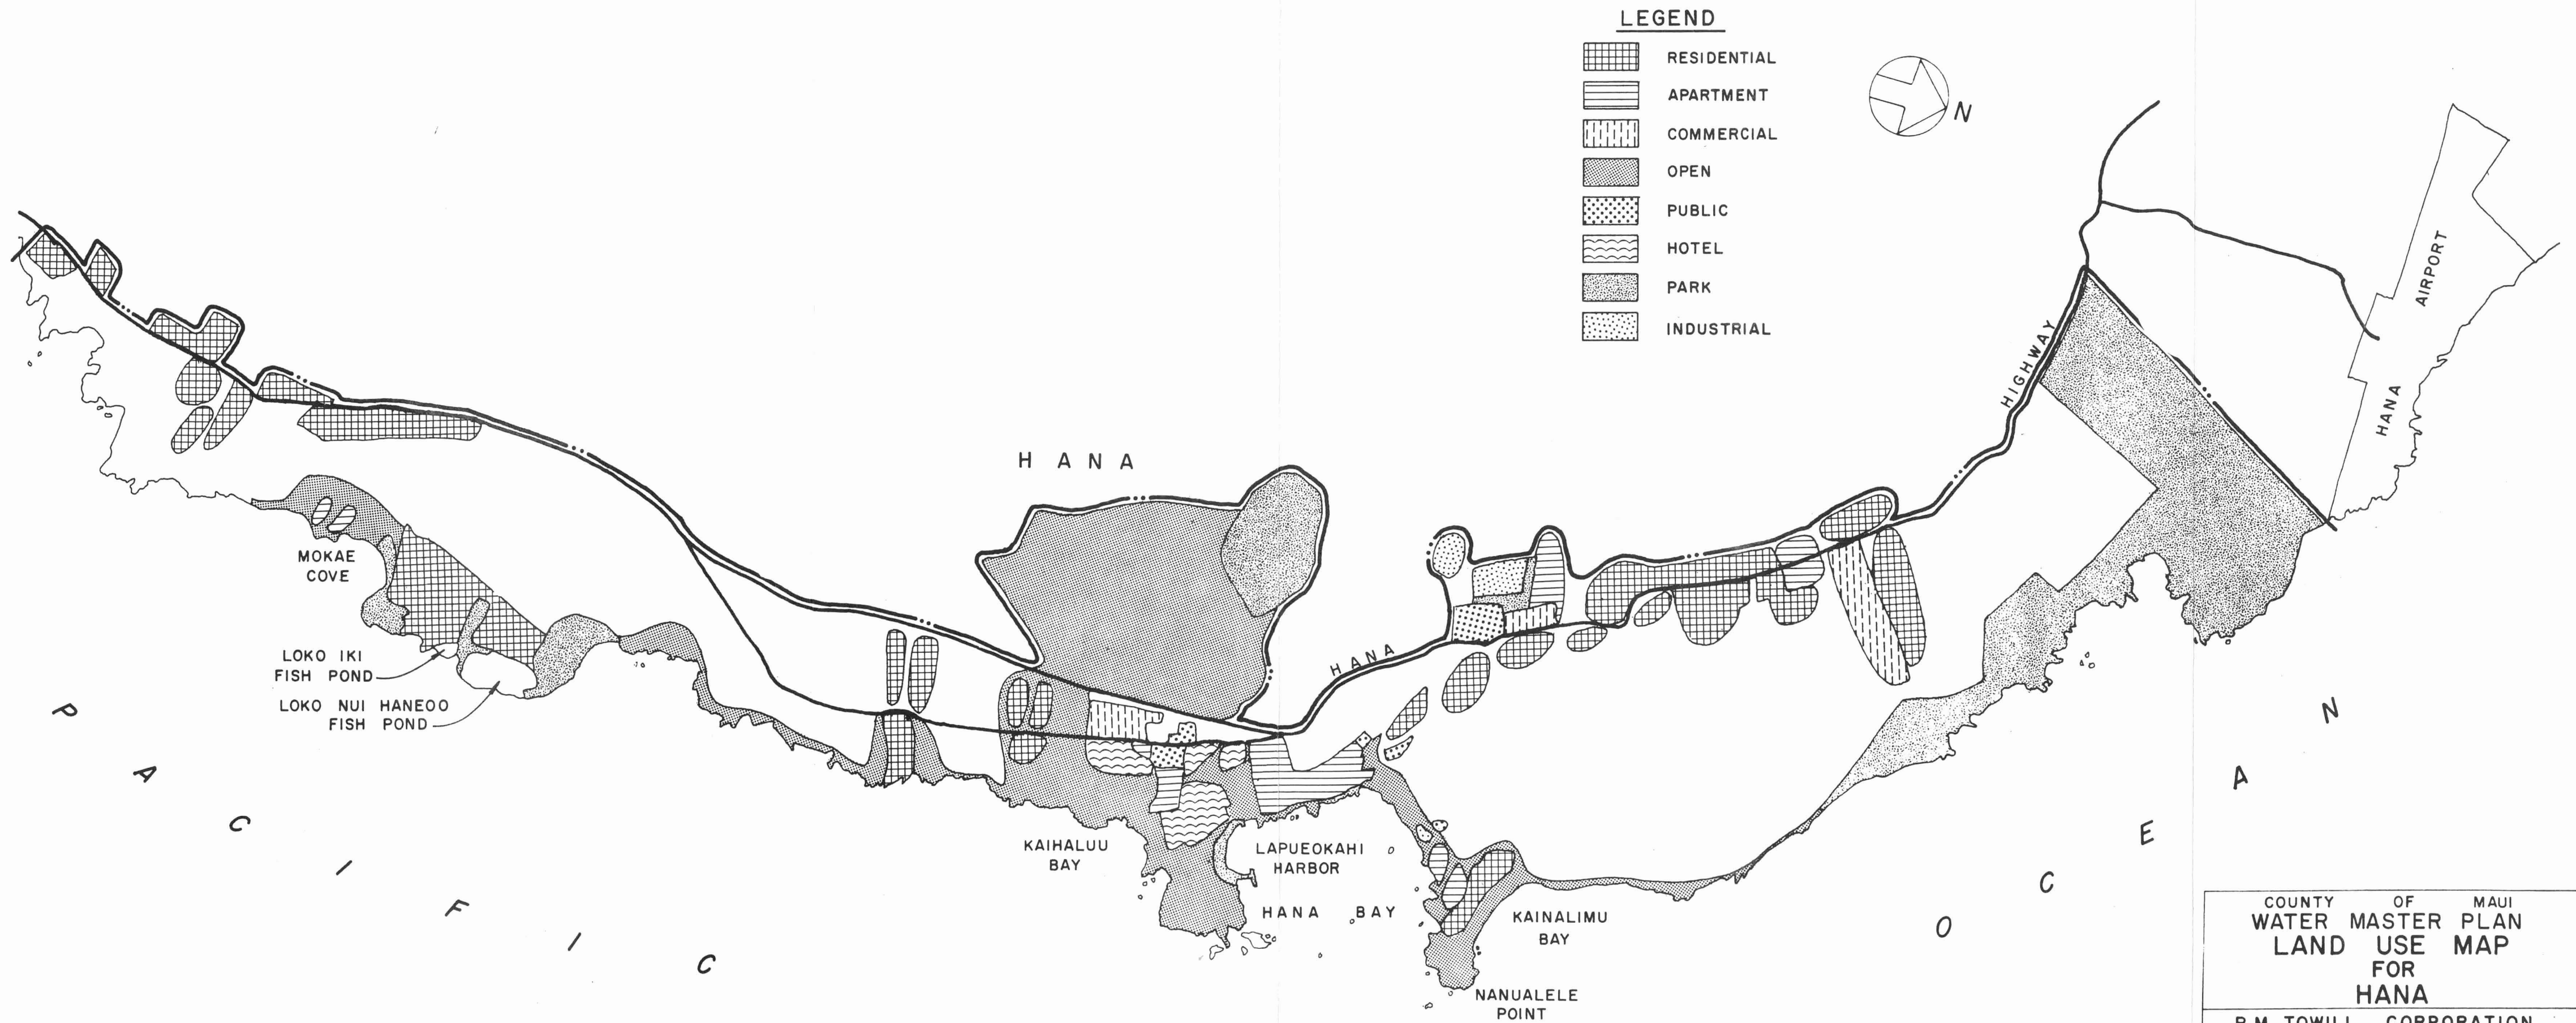 LEGEND
RESIDENTIAL
APARTMENT
COMMERCIAL
OPEN
PUBLIC
HOTEL
PARK
INDUSTRIAL
N
HANA AIRPORT
HANA HIGHWAY
HANA
MOKAE
COVE
LOKO IKI
FISH POND
LOKO NUI HANEOO
FISH POND
KAIHALUU
BAY
LAPUEOKAHI
HARBOR
HANA BAY
KAINALIMU
BAY
NANUALELE
POINT
PACIFIC OCEAN
COUNTY OF MAUI
WATER MASTER PLAN
LAND USE MAP
FOR
HANA
R.M. TOWILL CORPORATION